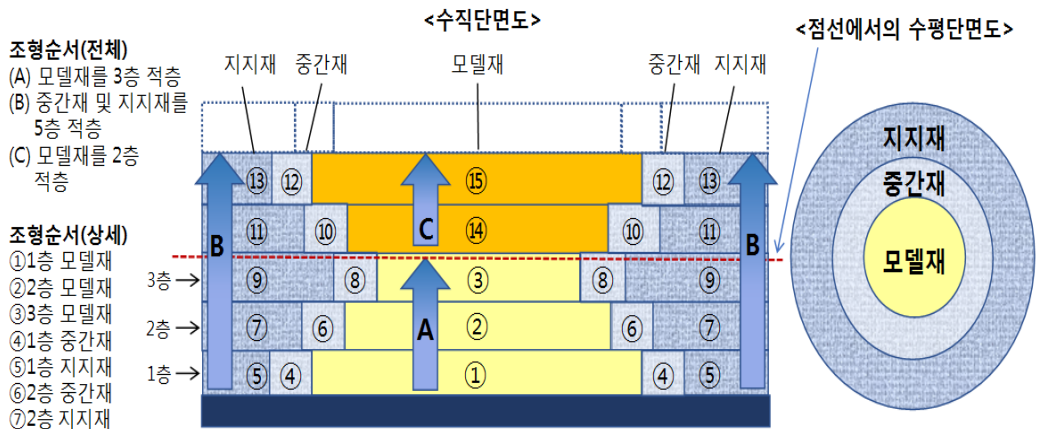 <수직단면도>
<점선에서의 수평단면도>
조형순서(전체)
(A) 모델재를 3층 적층
(B) 중간재 및 지지재를
5층 적층
(C) 모델재를 2층
적층
지지재 중간재 모델재 중간재 지지재
⑬ ⑫ ⑮ ⑫ ⑬
⑪ ⑩ C ⑭ ⑩ ⑪
B B
3층 ⑨ ⑧ ③ ⑧ ⑨
2층 ⑦ ⑥ A ② ⑥ ⑦
1층 ⑤ ④ ① ④ ⑤
조형순서(상세)
①1층 모델재
②2층 모델재
③3층 모델재
④1층 중간재
⑤1층 지지재
⑥2층 중간재
⑦2층 지지재
지지재
중간재
모델재